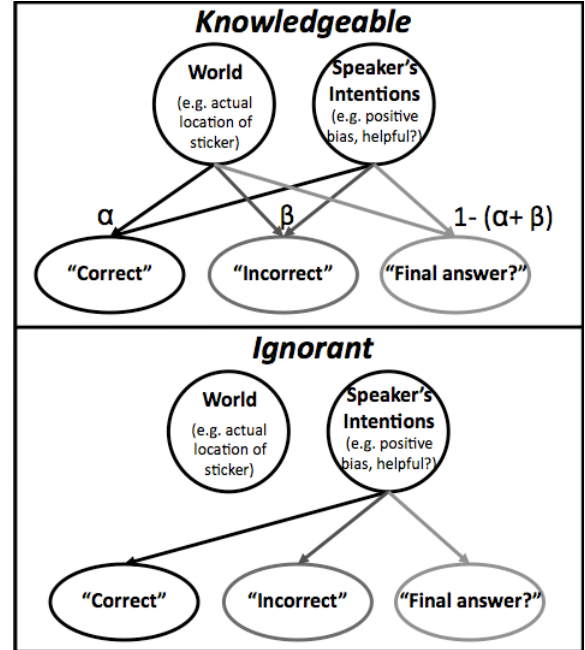 Knowledgeable
World
(e.g. actual
location of
sticker)
Speaker's
Intentions
(e.g. positive
bias, helpful?)
α
β
1- (α+ β)
"Correct"
"Incorrect"
"Final answer?"
Ignorant
World
(e.g. actual
location of
sticker)
Speaker's
Intentions
(e.g. positive
bias, helpful?)
"Correct"
"Incorrect"
"Final answer?"